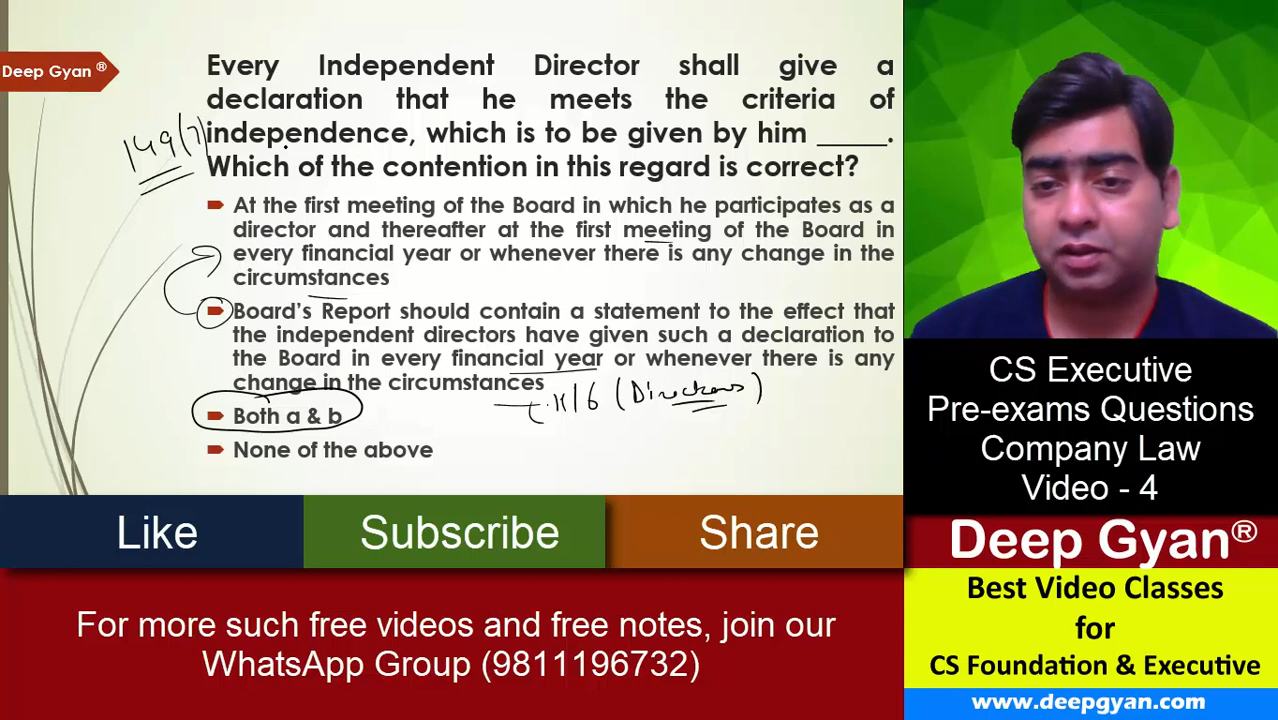 Deep Gyan ®
Every Independent Director shall give a
declaration that he meets the criteria of
independence, which is to be given by him _____.
Which of the contention in this regard is correct?
149(7)
At the first meeting of the Board in which he participates as a
director and thereafter at the first meeting of the Board in
every financial year or whenever there is any change in the
circumstances
Board's Report should contain a statement to the effect that
the independent directors have given such a declaration to
the Board in every financial year or whenever there is any
change in the circumstances
(Directors)
Both a & b
None of the above
Like
Subscribe
Share
For more such free videos and free notes, join our
WhatsApp Group (9811196732)
CS Executive
Pre-exams Questions
Company Law
Video - 4
Deep Gyan®
Best Video Classes
for
CS Foundation & Executive
www.deepgyan.com